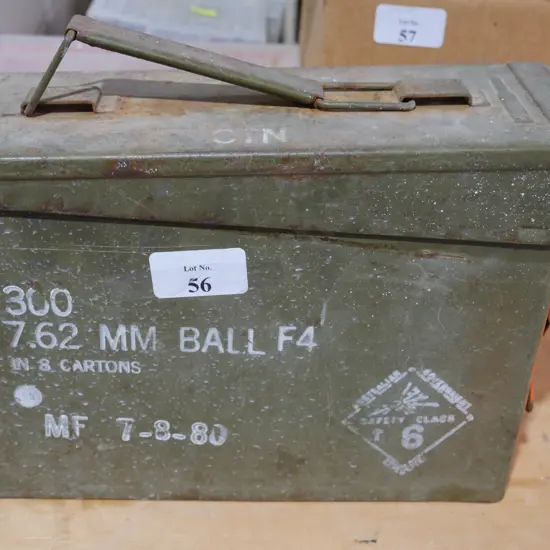 Lot No.
57
CTN
Lot No.
56
300
7.62 MM BALL F4
IN 8 CARTONS
MF 7-8-80
SAFETY CLASS
6